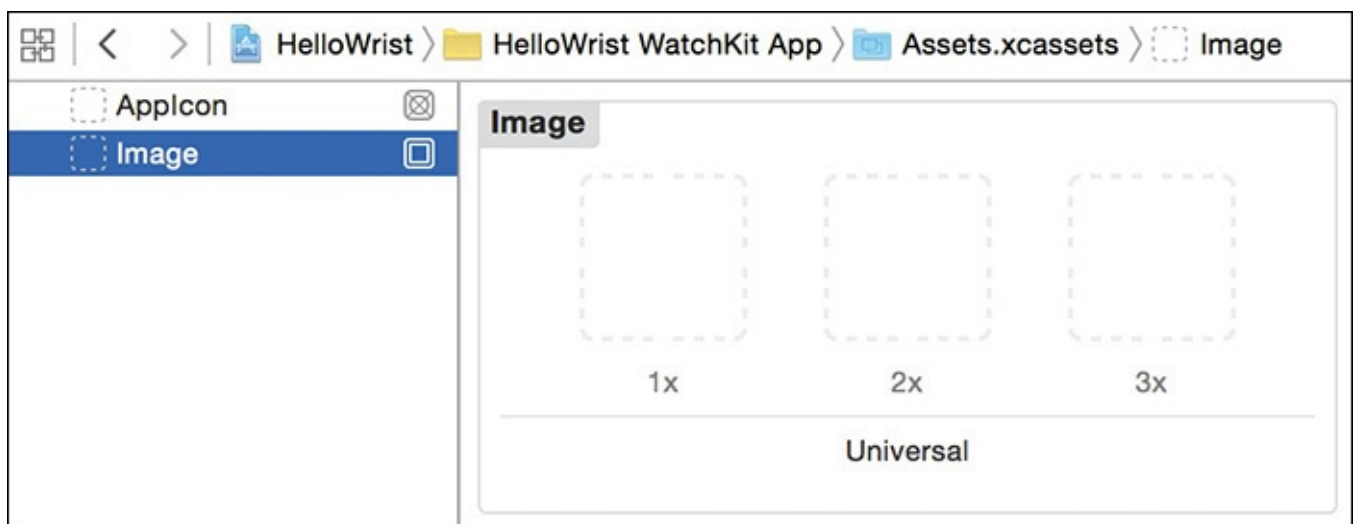 HelloWrist 〉 HelloWrist WatchKit App 〉 Assets.xcassets 〉 Image
AppIcon
Image
Image
1x 2x 3x
Universal